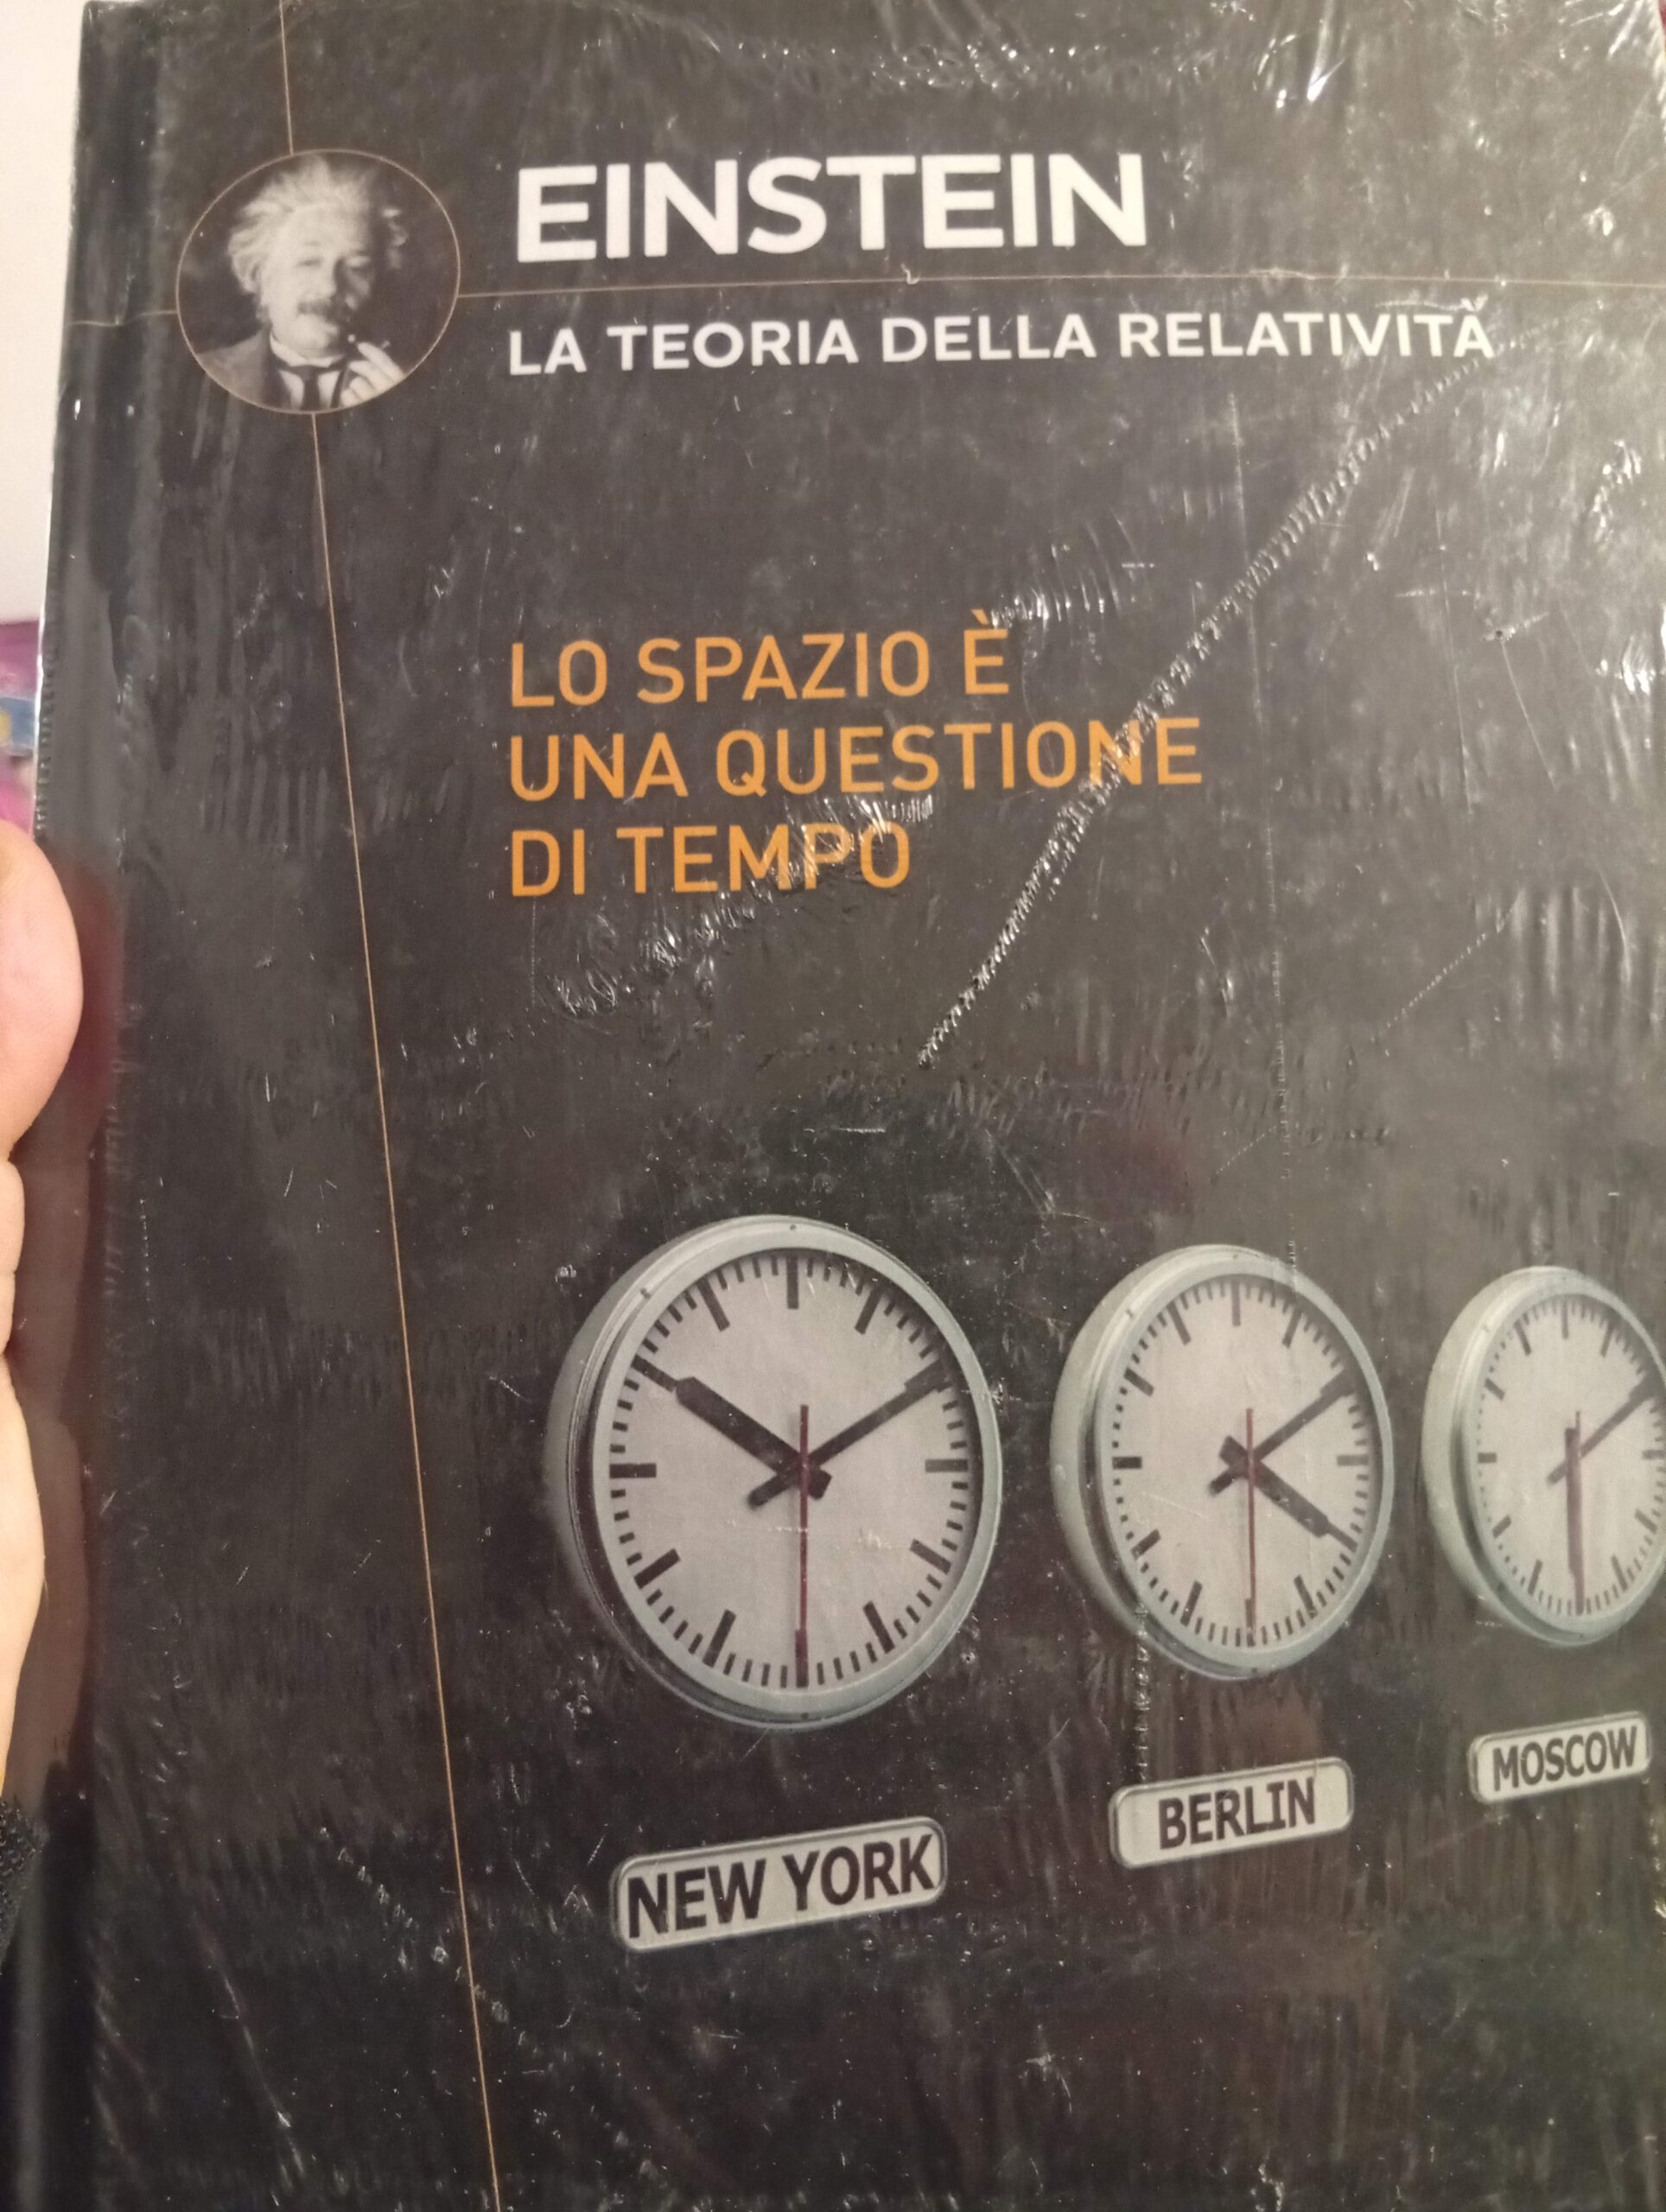 EINSTEIN
LA TEORIA DELLA RELATIVITÀ
LO SPAZIO È
UNA QUESTIONE
DI TEMPO
NEW YORK
BERLIN
MOSCOW